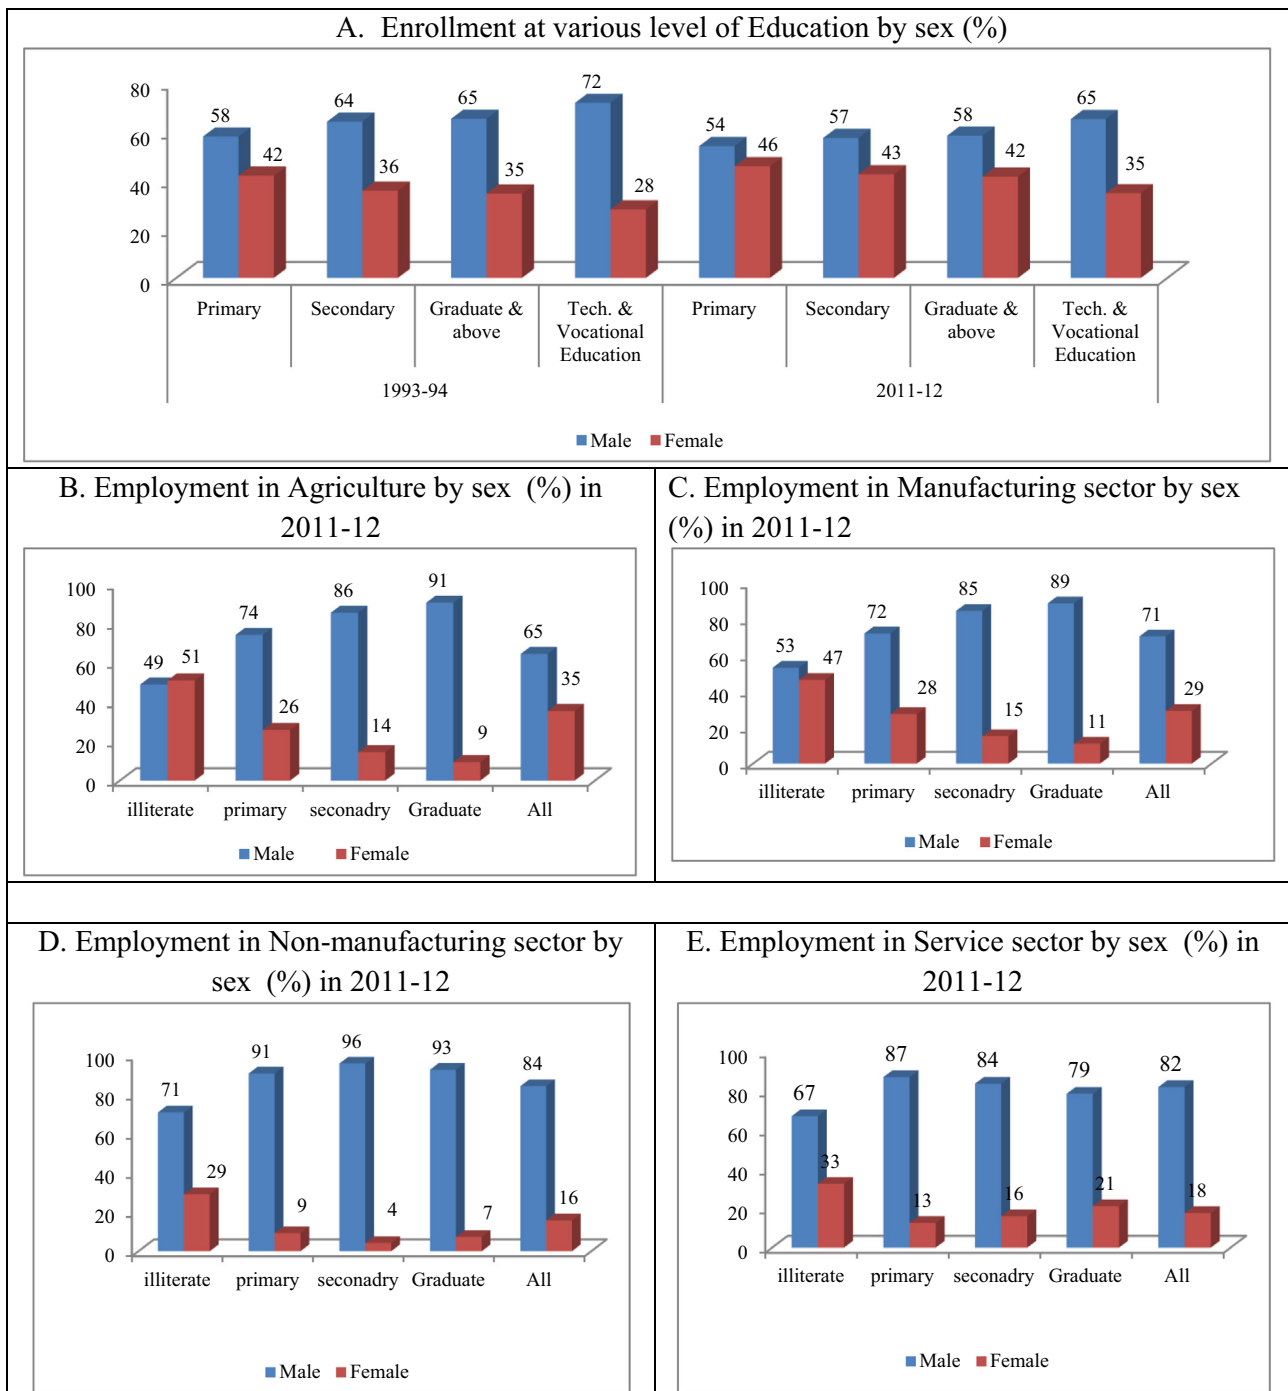 A. Enrollment at various level of Education by sex (%)
80
60
40
20
0
58
42
64
36
65
35
72
28
54
46
57
43
58
42
65
35
Primary
Secondary
Graduate &
above
Tech. &
Vocational
Education
Primary
Secondary
Graduate &
above
Tech. &
Vocational
Education
1993-94
2011-12
Male Female
B. Employment in Agriculture by sex (%) in
2011-12
100
80
60
40
20
0
49
51
74
26
86
14
91
9
65
35
illiterate primary seconadry Graduate All
Male Female
C. Employment in Manufacturing sector by sex
(%) in 2011-12
100
80
60
40
20
0
53
47
72
28
85
15
89
11
71
29
illiterate primary seconadry Graduate All
Male Female
D. Employment in Non-manufacturing sector by
sex (%) in 2011-12
100
80
60
40
20
0
71
29
91
9
96
4
93
7
84
16
illiterate primary seconadry Graduate All
Male Female
E. Employment in Service sector by sex (%) in
2011-12
100
80
60
40
20
0
67
33
87
13
84
16
79
21
82
18
illiterate primary seconadry Graduate All
Male Female